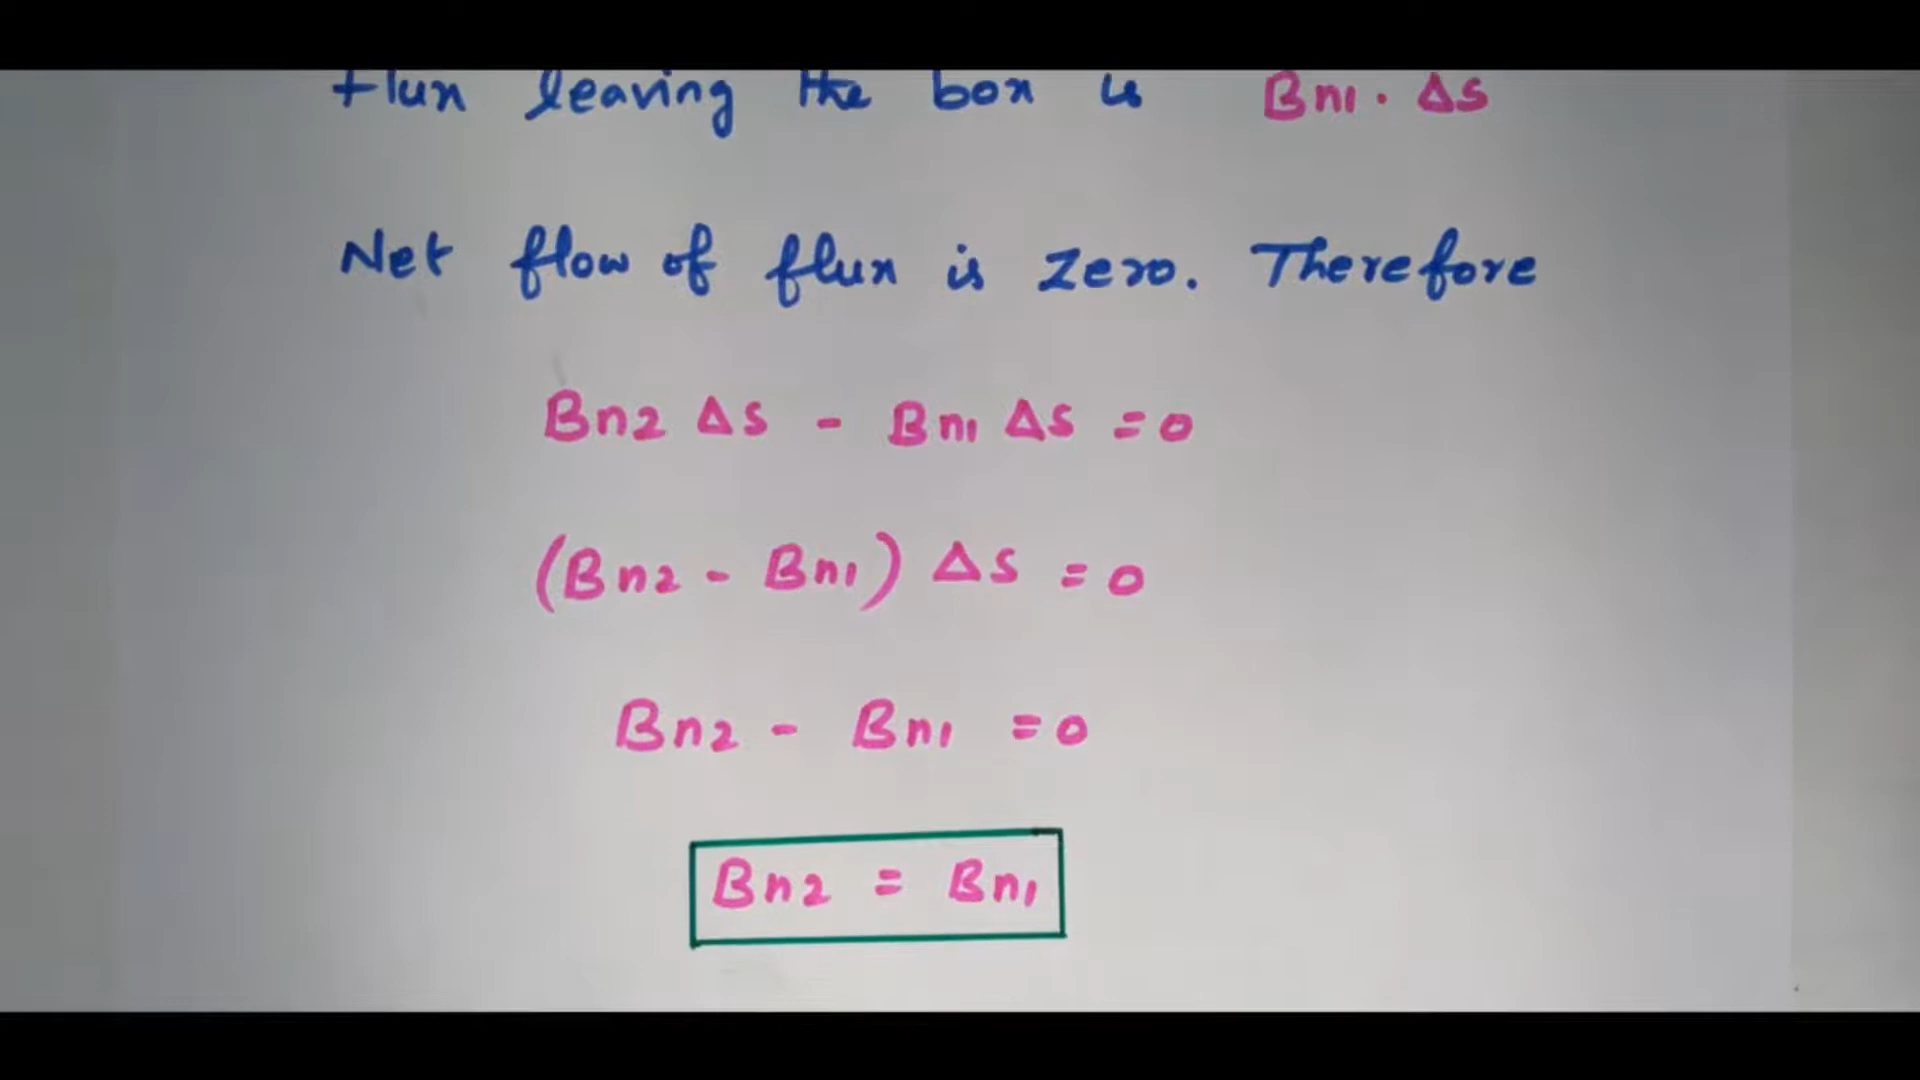 flux leaving the box is Bn1 . ΔS
Net flow of flux is zero. Therefore
Bn2 ΔS - Bn1 ΔS = 0
(Bn2 - Bn1) ΔS = 0
Bn2 - Bn1 = 0
Bn2 = Bn1